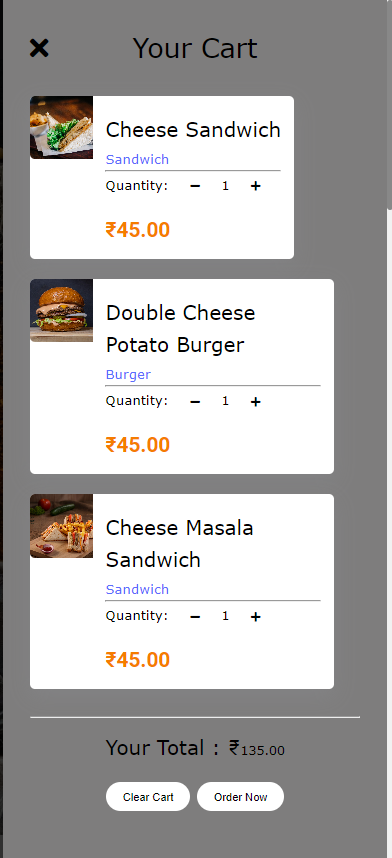 Your Cart
Cheese Sandwich
Sandwich
Quantity: − 1 +
₹45.00
Double Cheese
Potato Burger
Burger
Quantity: − 1 +
₹45.00
Cheese Masala
Sandwich
Sandwich
Quantity: − 1 +
₹45.00
Your Total : ₹135.00
Clear Cart Order Now